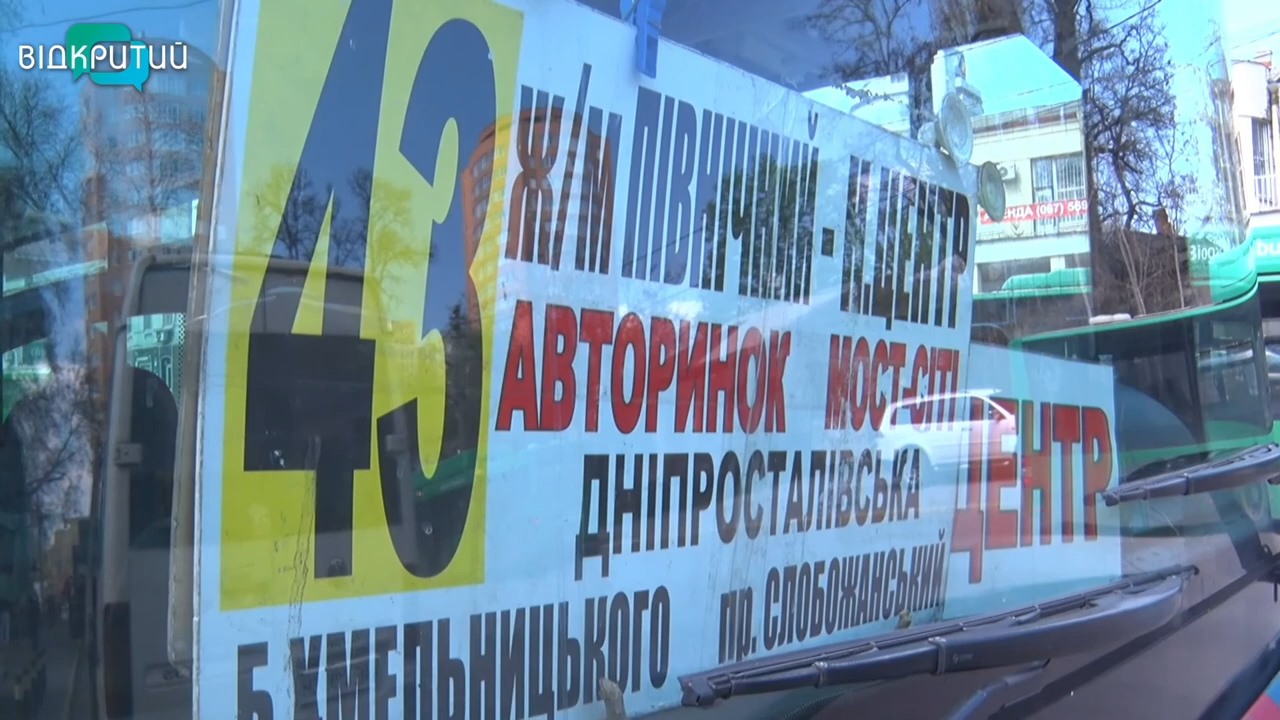 ВІДКРИТИЙ
43
Ж/М ПІВНІЧНИЙ - Ж.ЦЕНТР
АВТОРИНОК МОСТ-СІТІ
ДНІПРОСТАЛІВСЬКА
Б.ХМЕЛЬНИЦЬКОГО ПР. СЛОБОЖАНСЬКИЙ
ЦЕНТР